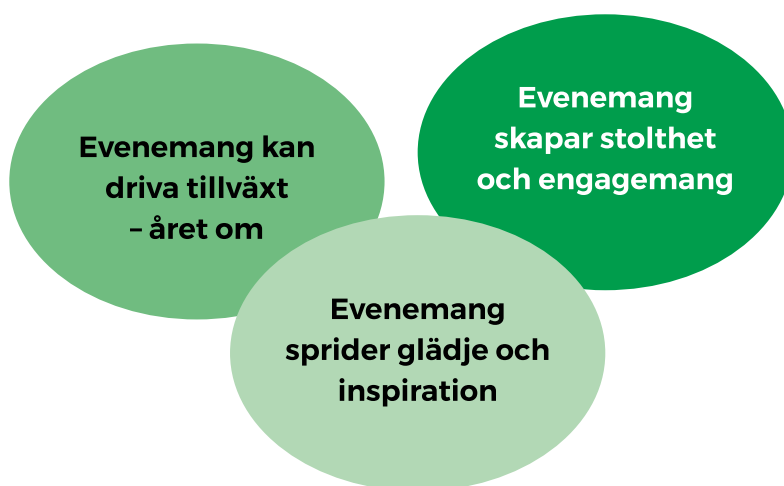 Evenemang kan
driva tillväxt
– året om
Evenemang
skapar stolthet
och engagemang
Evenemang
sprider glädje och
inspiration